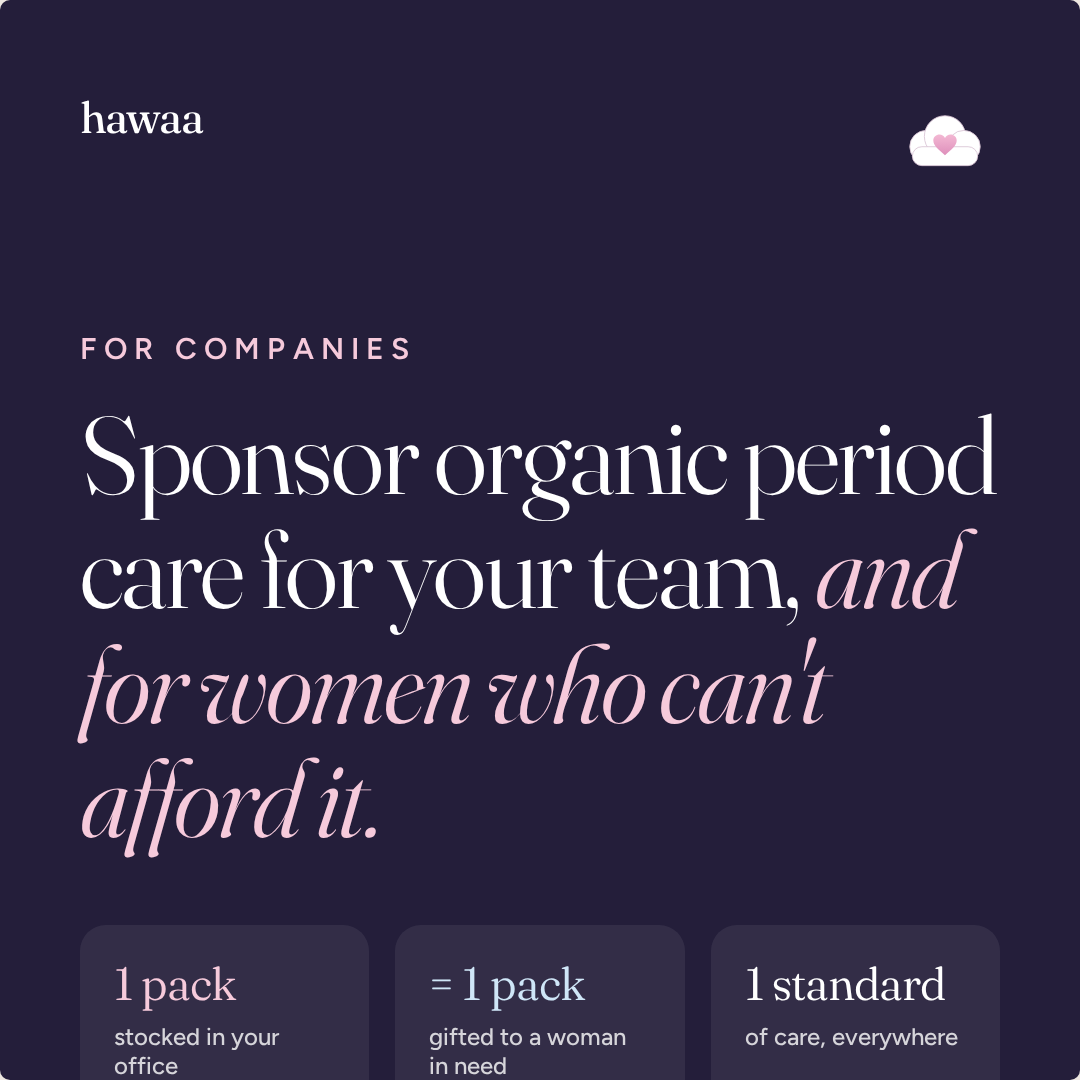 hawaa
FOR COMPANIES
Sponsor organic period
care for your team, and
for women who can't
afford it.
1 pack
stocked in your
office
= 1 pack
gifted to a woman
in need
1 standard
of care, everywhere